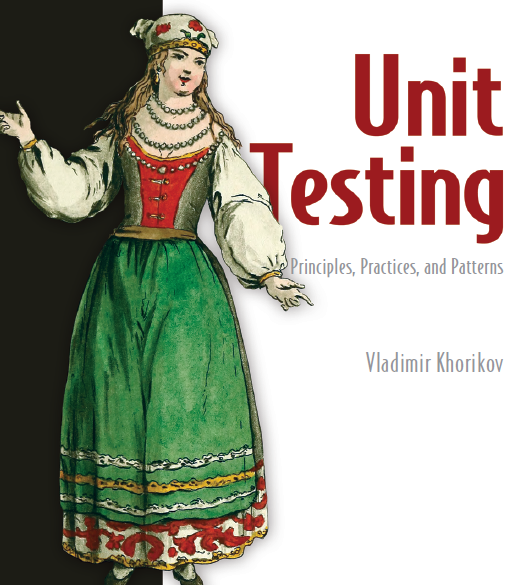 Unit
Testing
Principles, Practices, and Patterns
Vladimir Khorikov